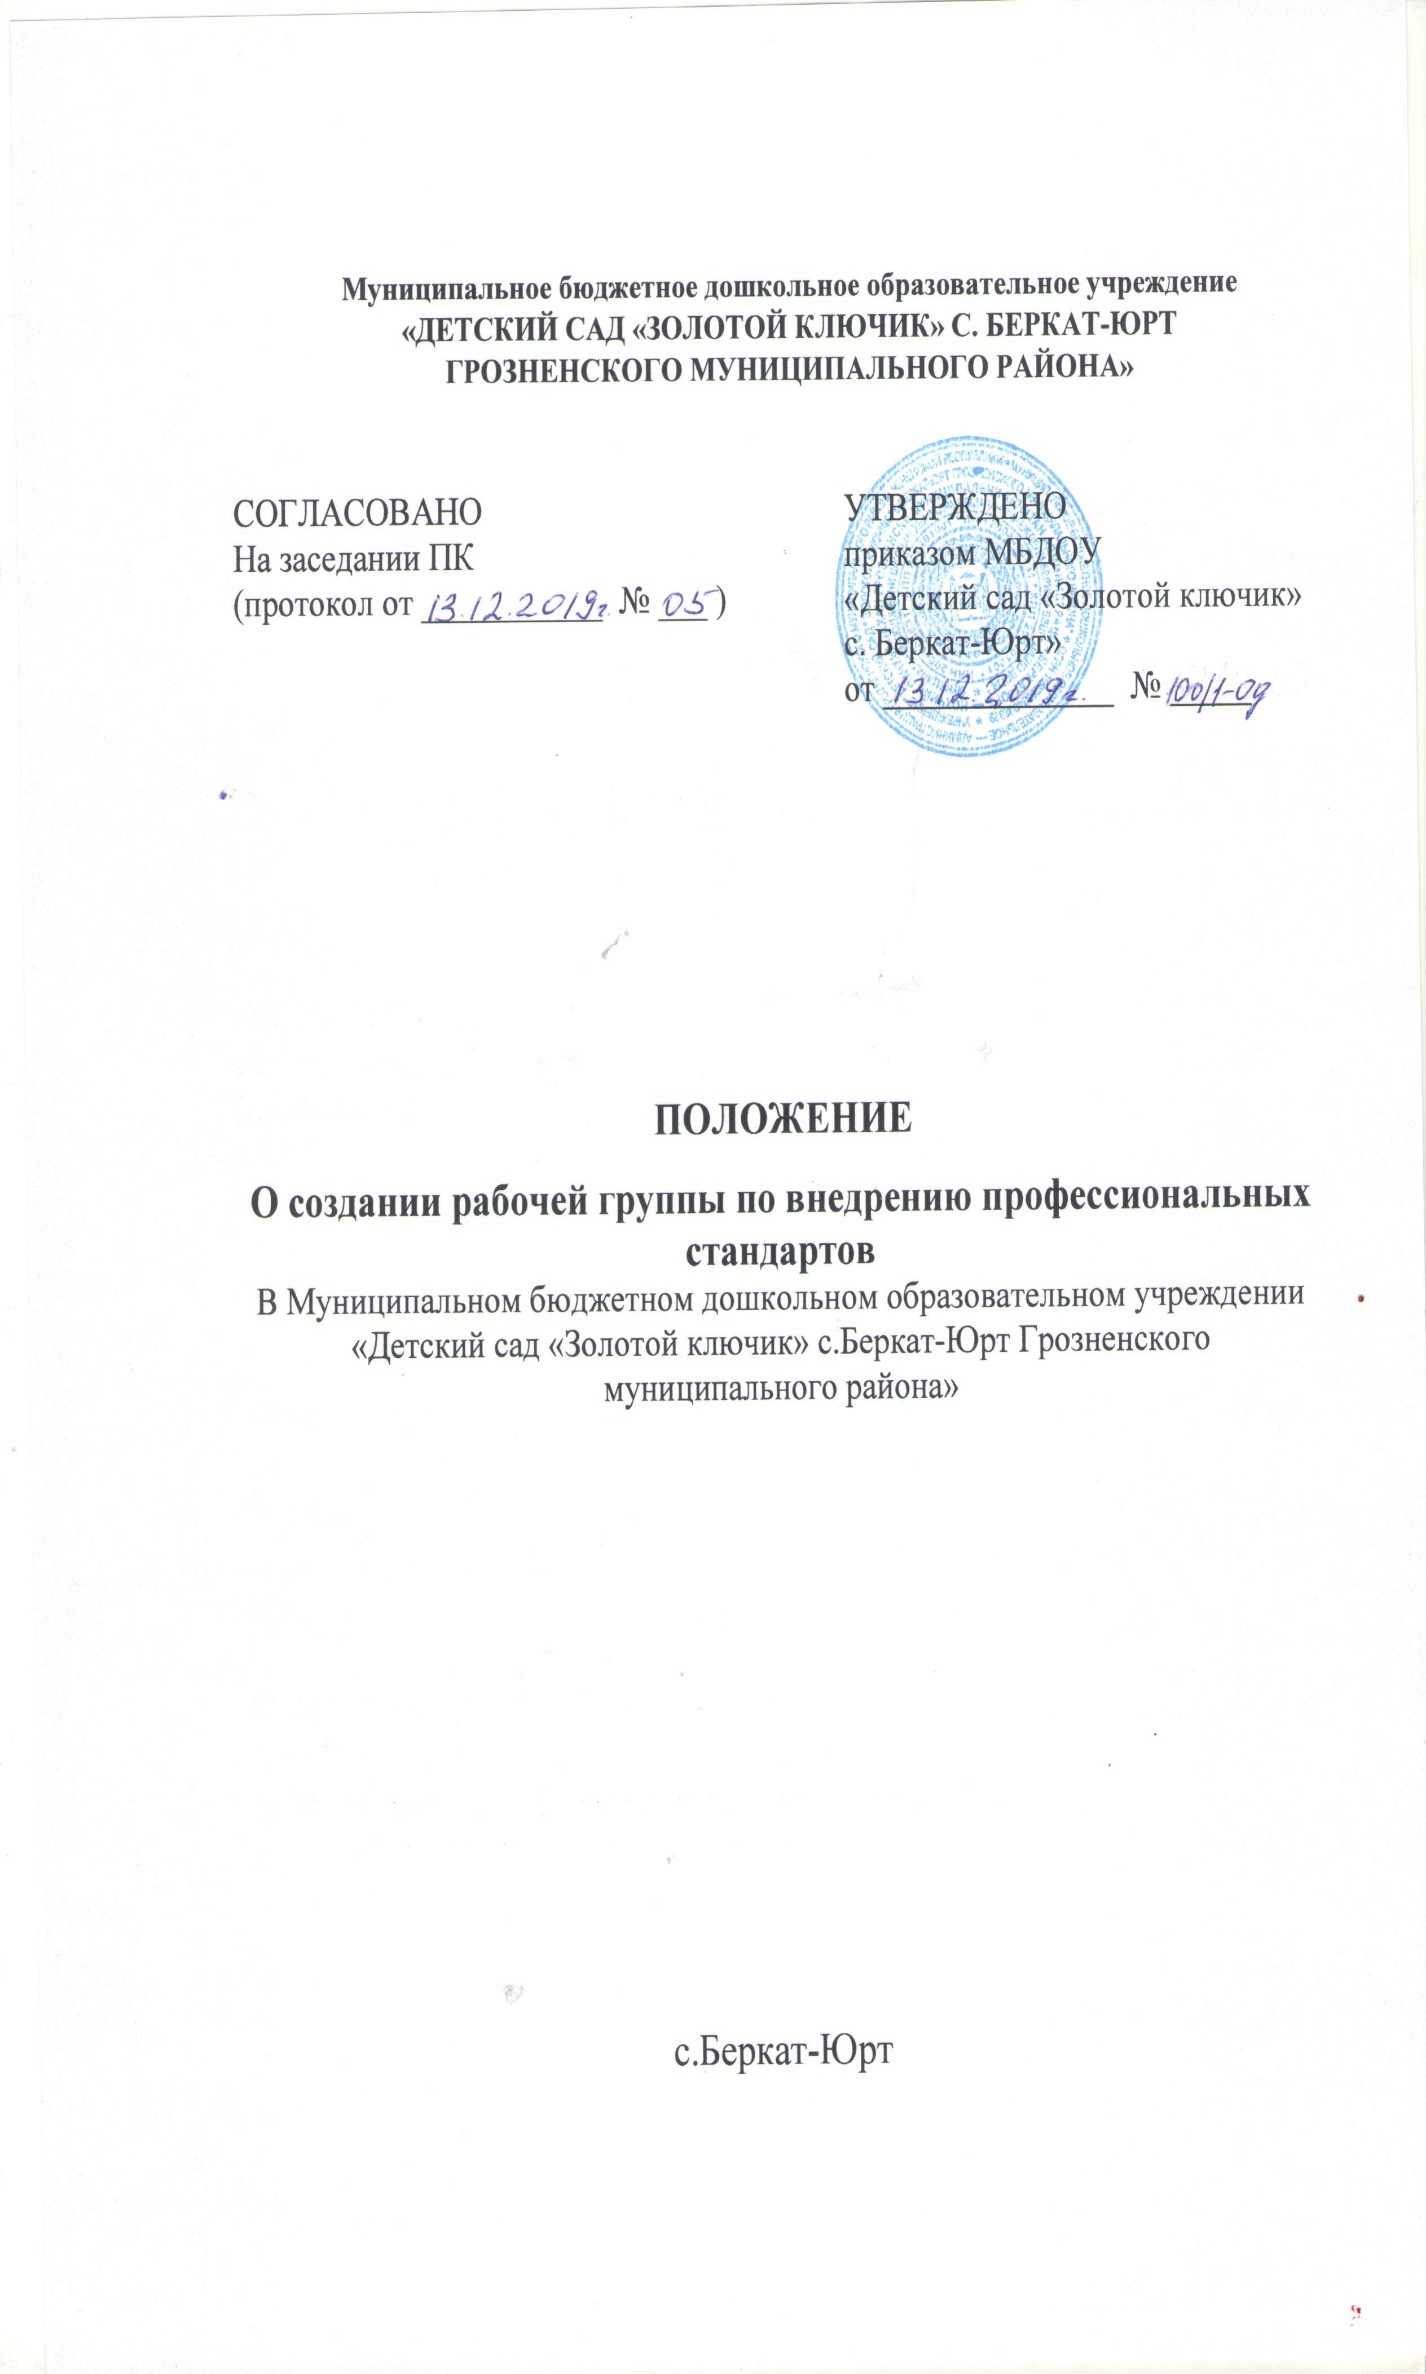 Муниципальное бюджетное дошкольное образовательное учреждение
«ДЕТСКИЙ САД «ЗОЛОТОЙ КЛЮЧИК» С. БЕРКАТ-ЮРТ
ГРОЗНЕНСКОГО МУНИЦИПАЛЬНОГО РАЙОНА»
СОГЛАСОВАНО
На заседании ПК
(протокол от 13.12.2019г. № 05)
УТВЕРЖДЕНО
приказом МБДОУ
«Детский сад «Золотой ключик»
с. Беркат-Юрт»
от 13.12.2019г. № 100/1-од
ПОЛОЖЕНИЕ
О создании рабочей группы по внедрению профессиональных
стандартов
В Муниципальном бюджетном дошкольном образовательном учреждении
«Детский сад «Золотой ключик» с.Беркат-Юрт Грозненского
муниципального района»
с.Беркат-Юрт